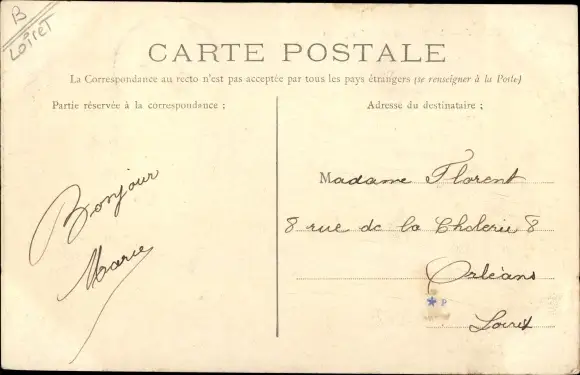 B
Loiret
CARTE POSTALE
La Correspondance au recto n'est pas acceptée par tous les pays étrangers (se renseigner à la Poste)
Partie réservée à la correspondance ;
Adresse du destinataire ;
Bonjour
Marie
Madame Florent
8 rue de la Cholerie 8
Orléans
* P
Loiret